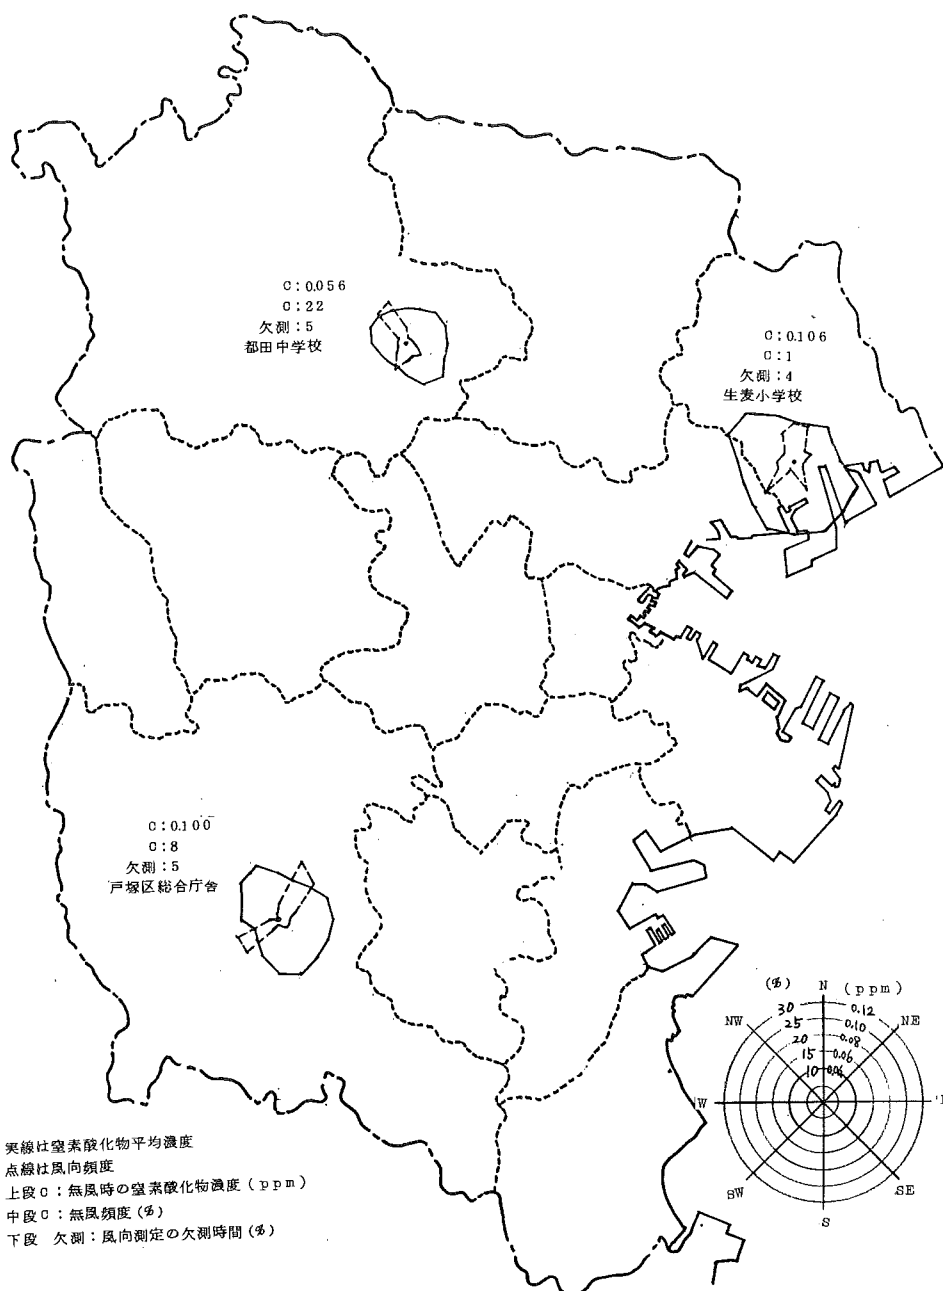 C:0.056
C:22
欠測:5
都田中学校
C:0.106
C:1
欠測:4
生麦小学校
C:0.100
C:8
欠測:5
戸塚区総合庁舎
(%) N (ppm)
30 0.12
NW 25 0.10 NE
20 0.08
15 0.06
10 0.04
W
SW SE
S
実線は窒素酸化物平均濃度
点線は風向頻度
上段C:無風時の窒素酸化物濃度(ppm)
中段C:無風頻度(%)
下段 欠測:風向測定の欠測時間(%)